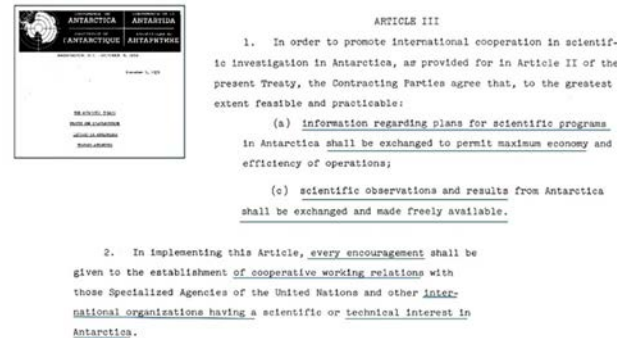 ANTARCTICA
ANTARTIDA
L'ANTARCTIQUE
АНТАРКТИКЕ
ARTICLE III
1. In order to promote international cooperation in scientif-
ic investigation in Antarctica, as provided for in Article II of the
present Treaty, the Contracting Parties agree that, to the greatest
extent feasible and practicable:
(a) information regarding plans for scientific programs
in Antarctica shall be exchanged to permit maximum economy and
efficiency of operations;
(c) scientific observations and results from Antarctica
shall be exchanged and made freely available.
2. In implementing this Article, every encouragement shall be
given to the establishment of cooperative working relations with
those Specialized Agencies of the United Nations and other inter-
national organizations having a scientific or technical interest in
Antarctica.